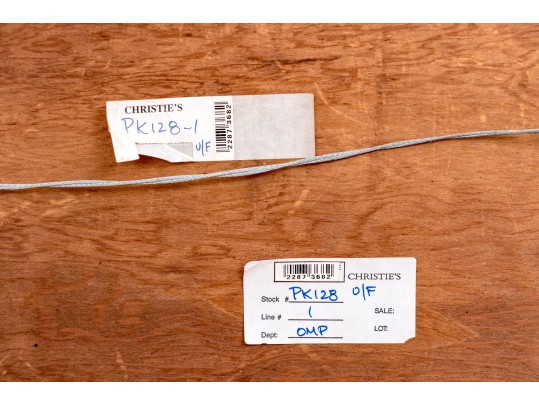 CHRISTIE'S
PK128-1
O/F
2287 3682
2287 3682
CHRISTIE'S
Stock # PK128 O/F
Line # 1 SALE:
Dept: OMP LOT: